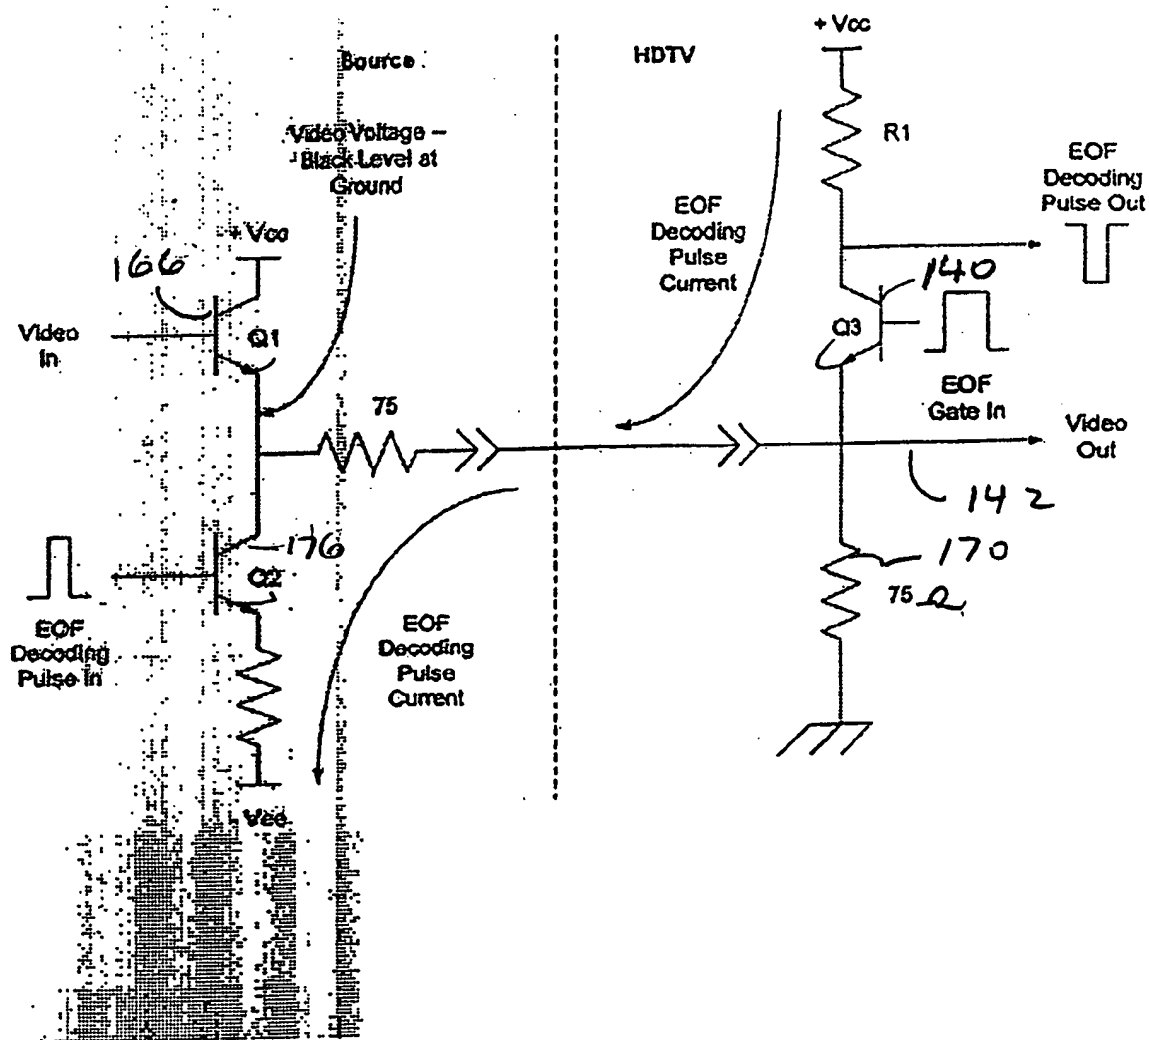 Source
HDTV
+ Vcc
R1
Video Voltage –
Black Level at
Ground
EOF
Decoding
Pulse Out
EOF
Decoding
Pulse
Current
+ Vcc
166
140
Video
In
Q1
Q3
EOF
Gate In
75
Video
Out
142
176
170
Q2
75 Ω
EOF
Decoding
Pulse In
EOF
Decoding
Pulse
Current
Vee